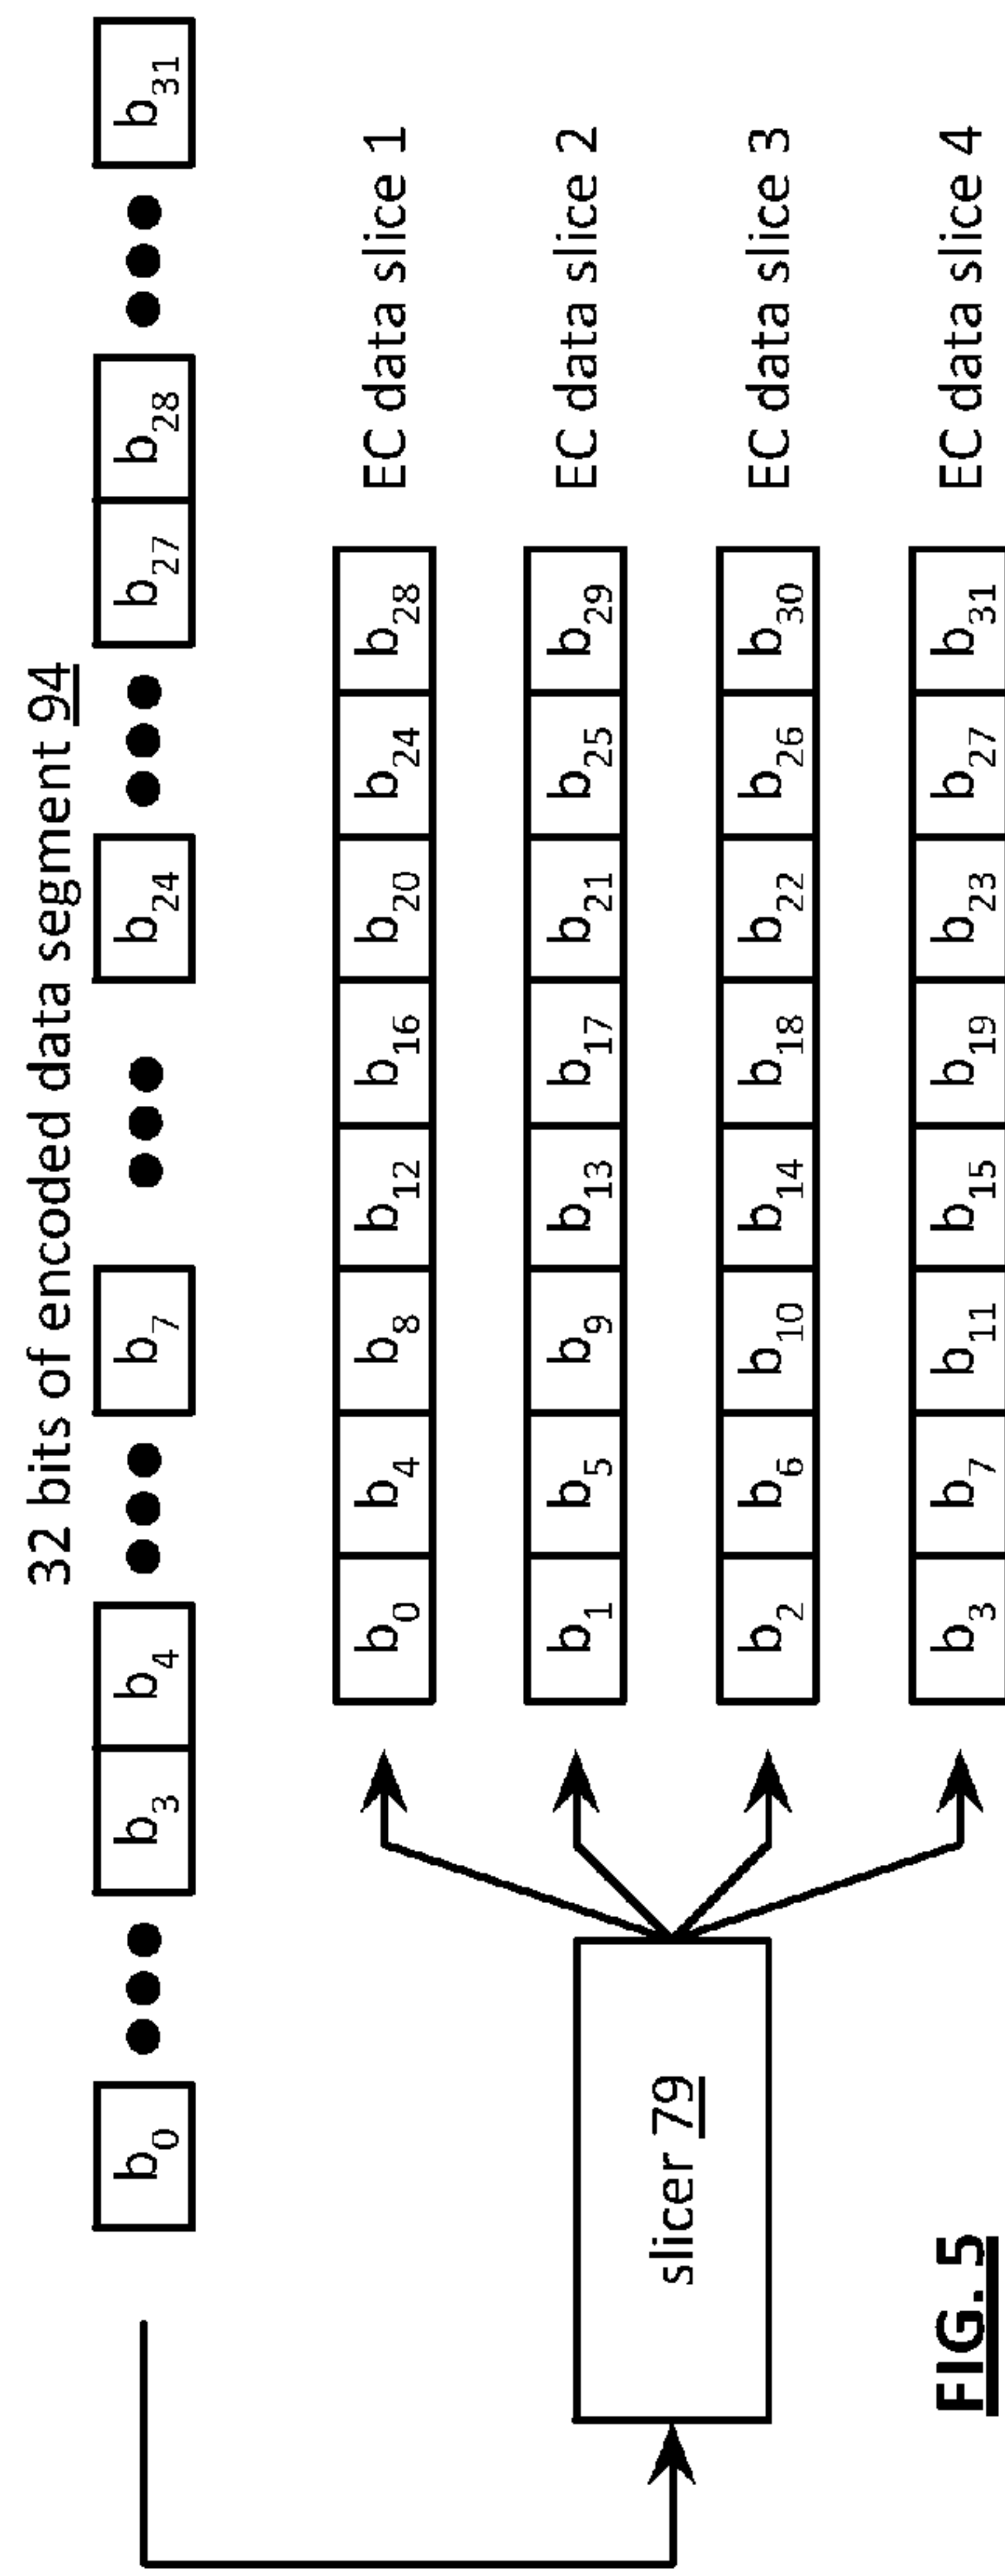 32 bits of encoded data segment 94
b0 ●●● b3 b4 ●●● b7 ●●● b24 ●●● b27 b28 ●●● b31
b0 b4 b8 b12 b16 b20 b24 b28 EC data slice 1
b1 b5 b9 b13 b17 b21 b25 b29 EC data slice 2
slicer 79
b2 b6 b10 b14 b18 b22 b26 b30 EC data slice 3
b3 b7 b11 b15 b19 b23 b27 b31 EC data slice 4
FIG. 5